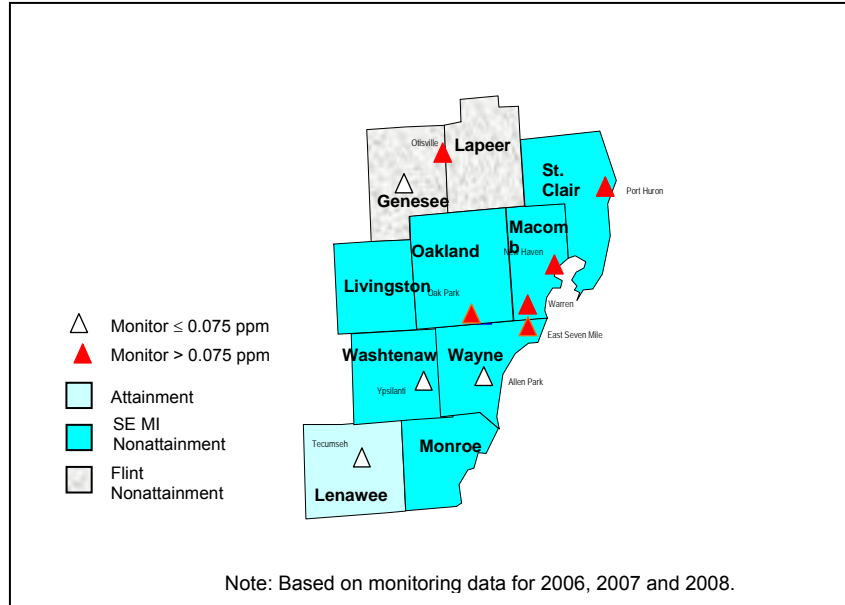 Otisville
Lapeer
St.
Clair
Port Huron
Genesee
Macom
b
New Haven
Oakland
Livingston
Oak Park
Warren
East Seven Mile
Monitor ≤ 0.075 ppm
Monitor > 0.075 ppm
Washtenaw
Wayne
Ypsilanti
Allen Park
Attainment
SE MI
Nonattainment
Flint
Nonattainment
Tecumseh
Monroe
Lenawee
Note: Based on monitoring data for 2006, 2007 and 2008.